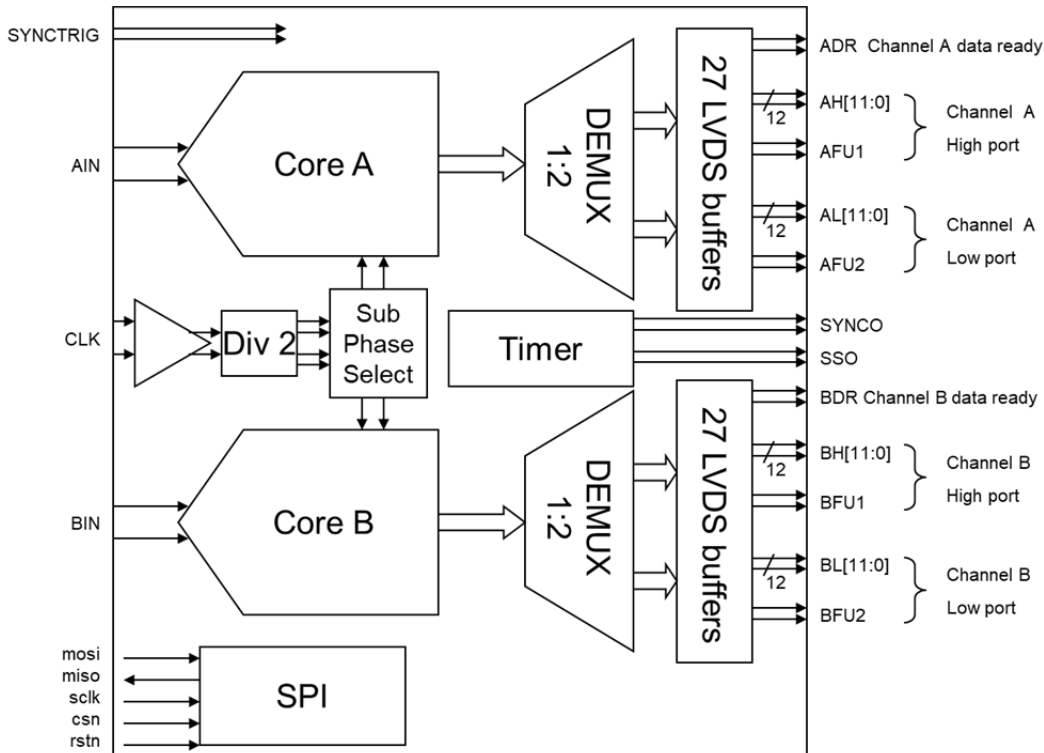 SYNCTRIG
ADR Channel A data ready
AH[11:0]
12
Channel A
High port
AFU1
AIN
Core A
DEMUX
1:2
27 LVDS buffers
AL[11:0]
12
Channel A
Low port
AFU2
CLK
Div 2
Sub
Phase
Select
Timer
SYNCO
SSO
BDR Channel B data ready
BH[11:0]
12
Channel B
High port
BFU1
BIN
Core B
DEMUX
1:2
27 LVDS buffers
BL[11:0]
12
Channel B
Low port
BFU2
mosi
miso
sclk
csn
rstn
SPI